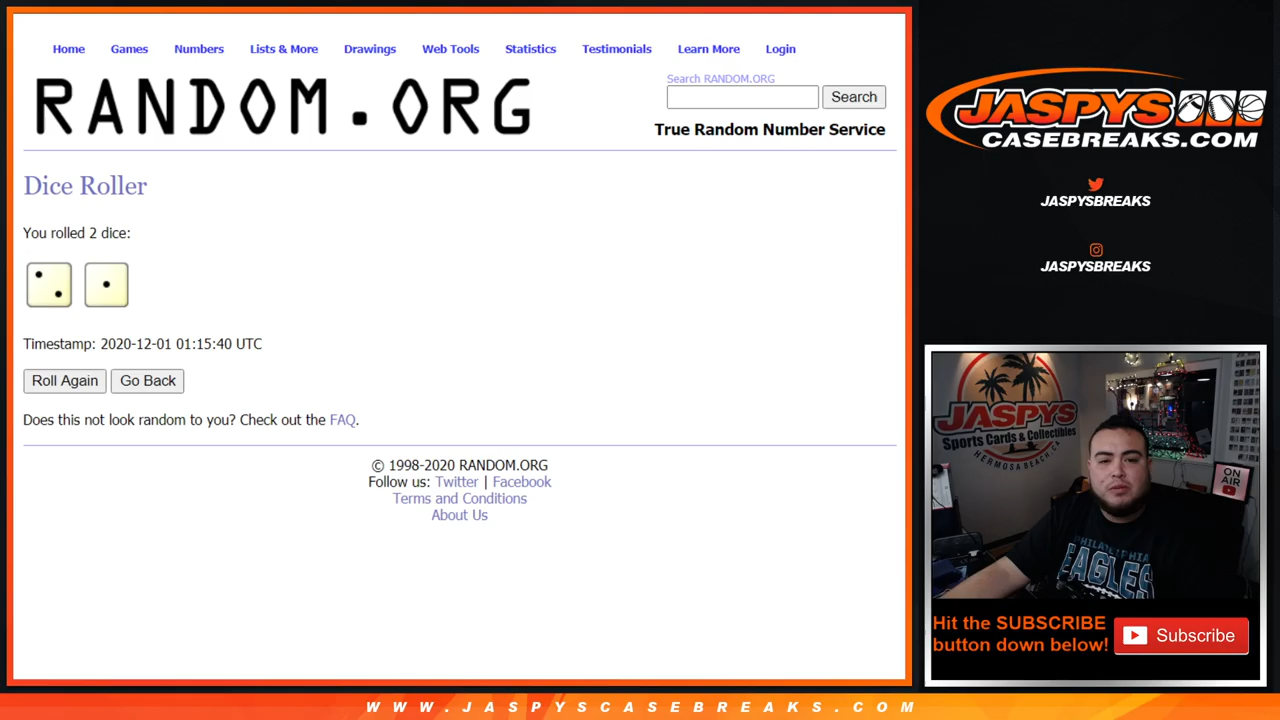 Home Games Numbers Lists & More Drawings Web Tools Statistics Testimonials Learn More Login
RANDOM.ORG
Search RANDOM.ORG
Search
True Random Number Service
Dice Roller
You rolled 2 dice:
Timestamp: 2020-12-01 01:15:40 UTC
Roll Again Go Back
Does this not look random to you? Check out the FAQ.
© 1998-2020 RANDOM.ORG
Follow us: Twitter | Facebook
Terms and Conditions
About Us
JASPYS
CASEBREAKS.COM
JASPYSBREAKS
JASPYSBREAKS
JASPYS
Sports Cards & Collectibles
HERMOSA BEACH, CA
ON
AIR
PHILADELPHIA
EAGLES
Hit the SUBSCRIBE
button down below!
Subscribe
WWW.JASPYSCASEBREAKS.COM